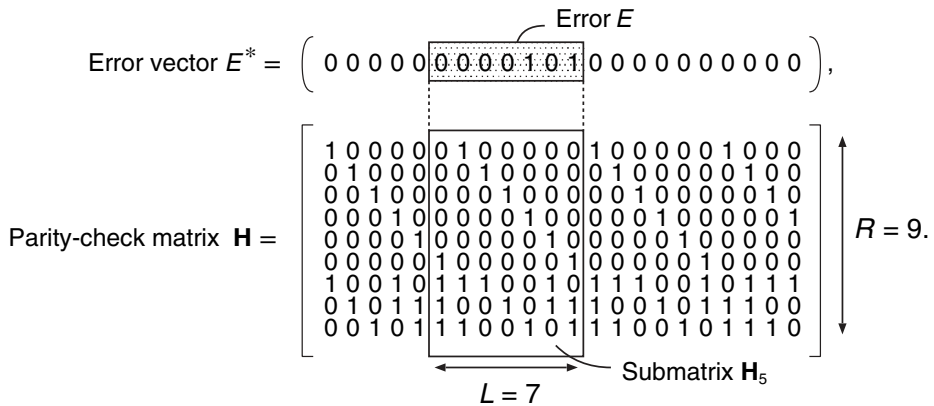 Error E
Error vector E* = ( 0 0 0 0 0 0 0 0 0 1 0 1 0 0 0 0 0 0 0 0 0 0 ),
1 0 0 0 0 0 1 0 0 0 0 0 1 0 0 0 0 0 1 0 0 0
0 1 0 0 0 0 0 1 0 0 0 0 0 1 0 0 0 0 0 1 0 0
0 0 1 0 0 0 0 0 1 0 0 0 0 0 1 0 0 0 0 0 1 0
0 0 0 1 0 0 0 0 0 1 0 0 0 0 0 1 0 0 0 0 0 1
Parity-check matrix H = 0 0 0 0 1 0 0 0 0 0 1 0 0 0 0 0 1 0 0 0 0 0 R = 9.
0 0 0 0 0 1 0 0 0 0 0 1 0 0 0 0 0 1 0 0 0 0
1 0 0 1 0 1 1 1 0 0 1 0 1 1 1 0 0 1 0 1 1 1
0 1 0 1 1 1 0 0 1 0 1 1 1 0 0 1 0 1 1 1 0 0
0 0 1 0 1 1 1 0 0 1 0 1 1 1 0 0 1 0 1 1 1 0
Submatrix H₅
L = 7